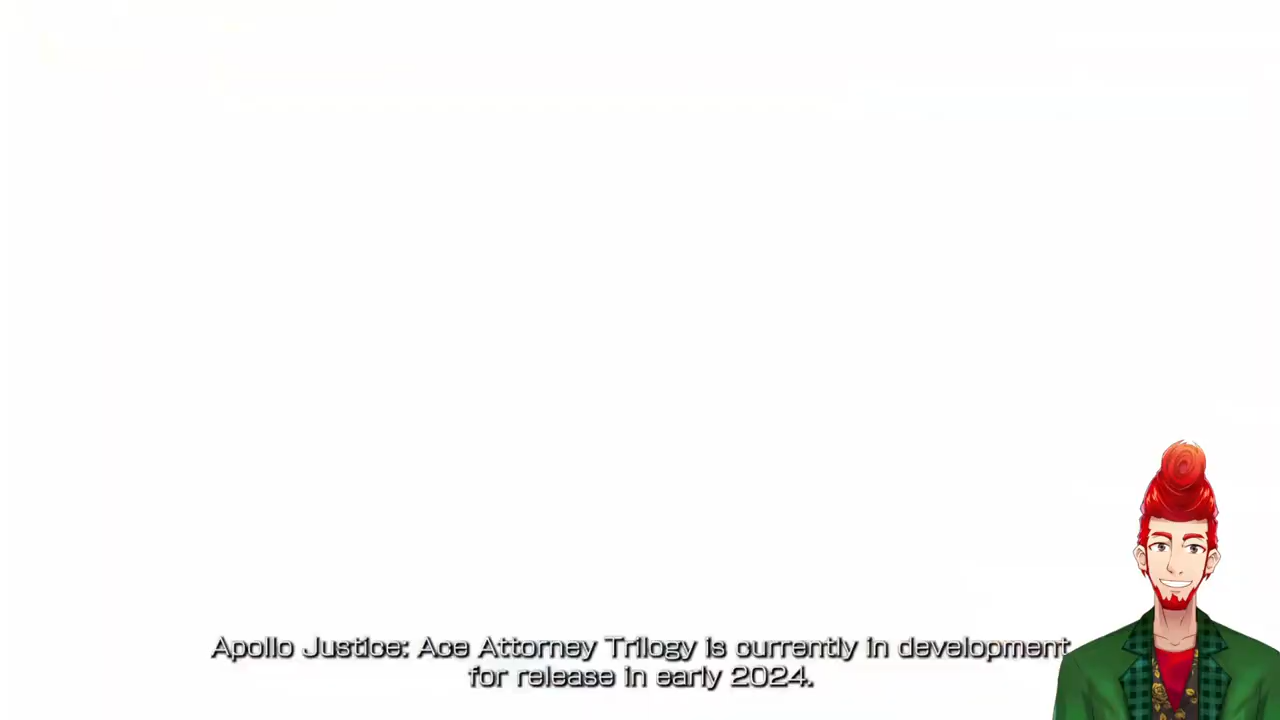 Apollo Justice: Ace Attorney Trilogy is currently in development
for release in early 2024.